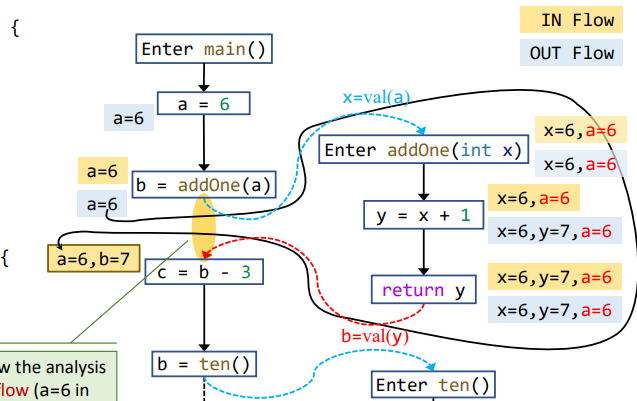 {
IN Flow
OUT Flow
Enter main()
a = 6
a=6
x=val(a)
a=6
b = addOne(a)
a=6
Enter addOne(int x)
x=6,a=6
x=6,a=6
y = x + 1
x=6,a=6
x=6,y=7,a=6
{
a=6,b=7
c = b - 3
return y
x=6,y=7,a=6
x=6,y=7,a=6
b=val(y)
b = ten()
Enter ten()
the analysis
flow (a=6 in